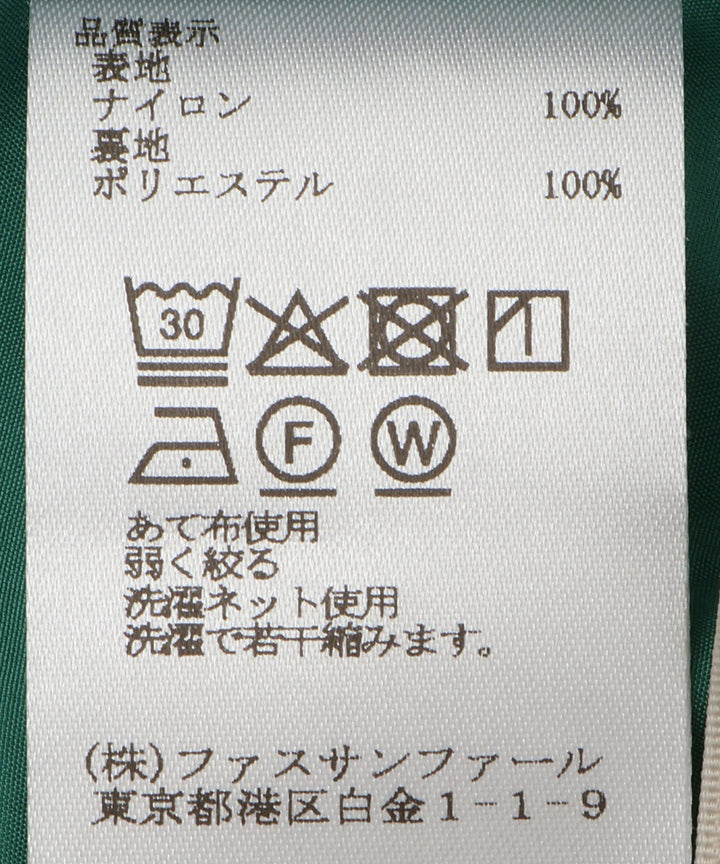 品質表示
表地
ナイロン 100%
裏地
ポリエステル 100%
30
F W
あて布使用
弱く絞る
洗濯ネット使用
洗濯で若干縮みます。
(株)ファスサンファール
東京都港区白金1-1-9